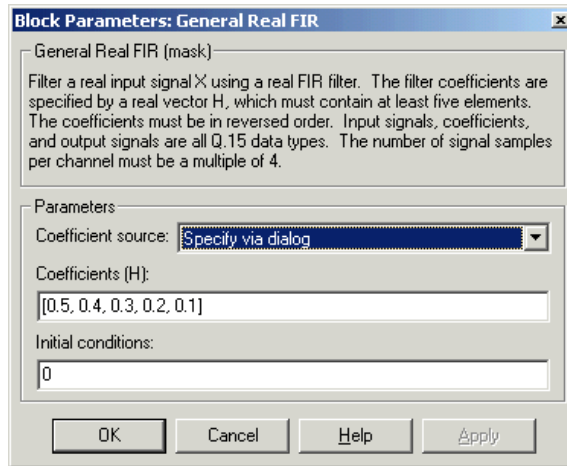 Block Parameters: General Real FIR
General Real FIR (mask)
Filter a real input signal X using a real FIR filter. The filter coefficients are
specified by a real vector H, which must contain at least five elements.
The coefficients must be in reversed order. Input signals, coefficients,
and output signals are all Q.15 data types. The number of signal samples
per channel must be a multiple of 4.
Parameters
Coefficient source: Specify via dialog
Coefficients (H):
[0.5, 0.4, 0.3, 0.2, 0.1]
Initial conditions:
0
OK Cancel Help Apply